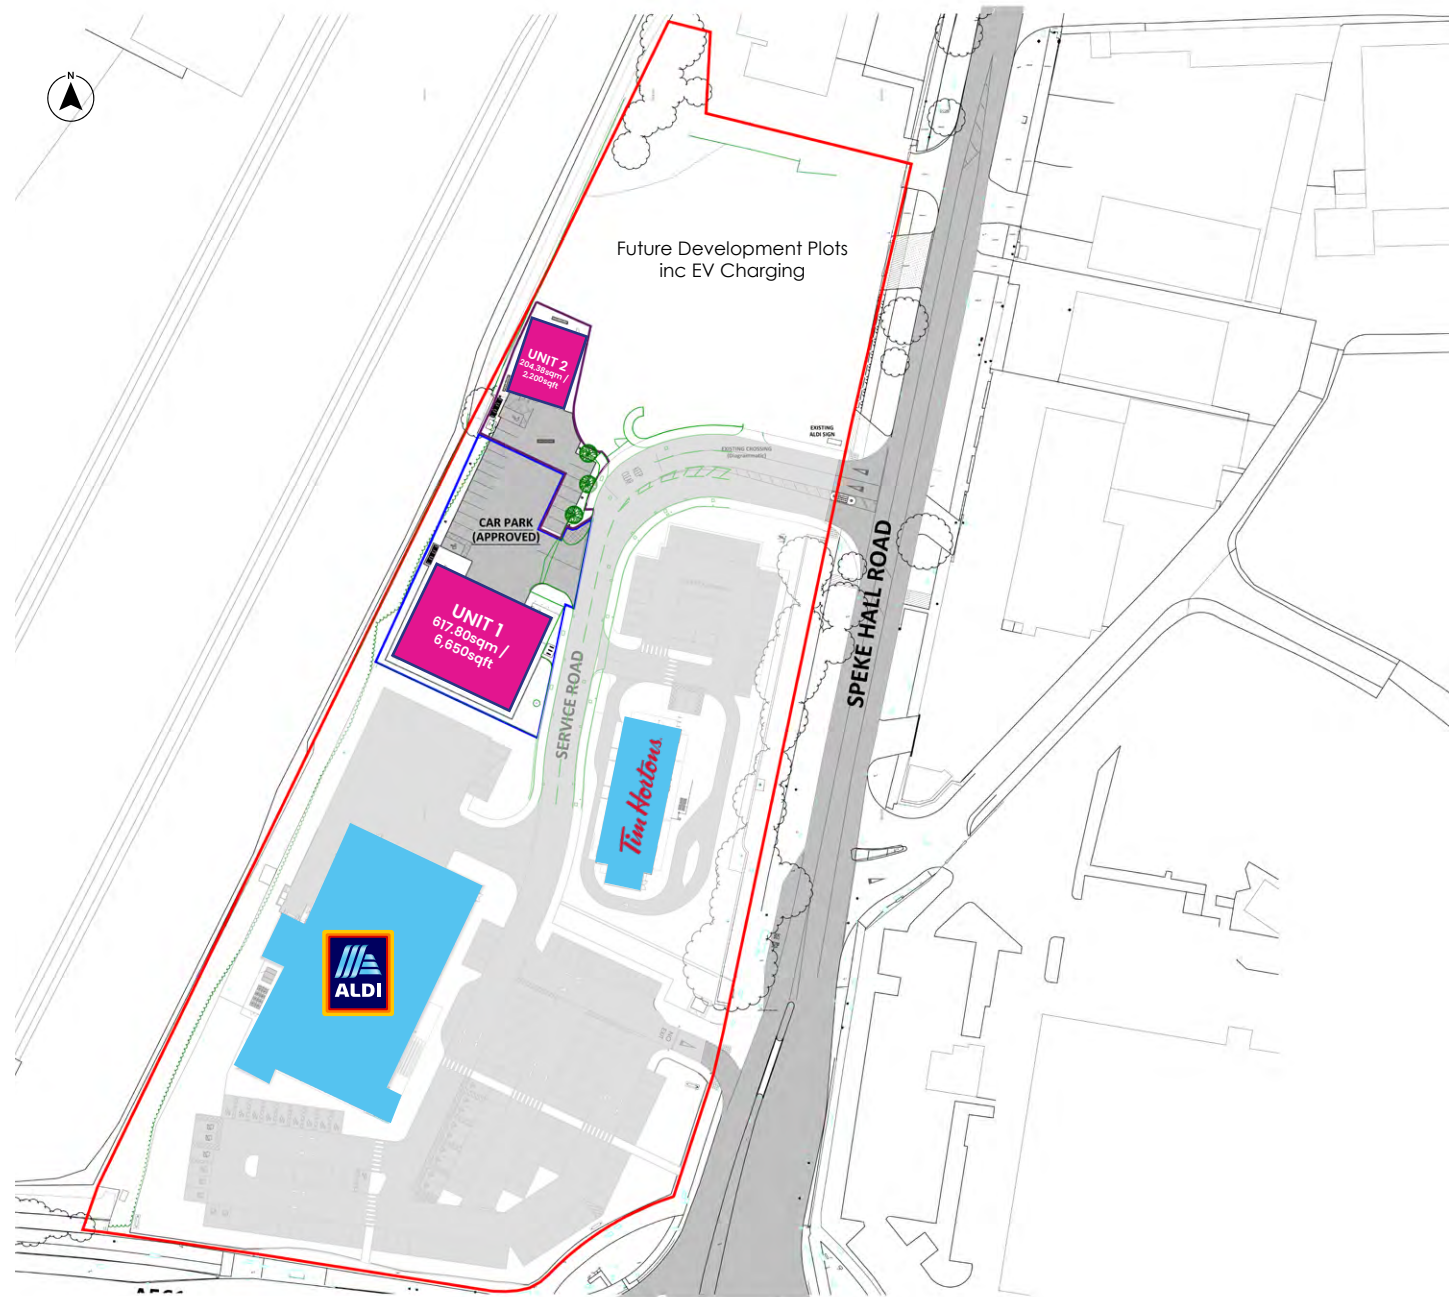 N
Future Development Plots
inc EV Charging
UNIT 2
204.38sqm /
2,200sqft
EXISTING
ALDI SIGN
EXISTING CROSSING
(Diagrammatic)
CAR PARK
(APPROVED)
UNIT 1
617.80sqm /
6,650sqft
SERVICE ROAD
SPEKE HALL ROAD
Tim Hortons
ALDI